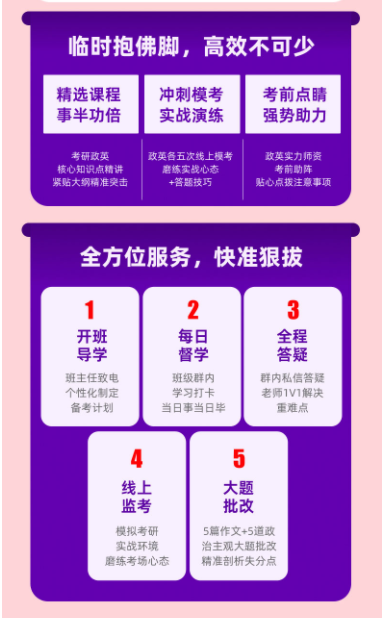 临时抱佛脚，高效不可少
精选课程 冲刺模考 考前点睛
事半功倍 实战演练 强势助力
考研政英 政英各五次线上模考 政英实力师资
核心知识点精讲 磨练实战心态 考前助阵
紧贴大纲精准突击 +答题技巧 贴心点拨注意事项
全方位服务，快准狠拔
1 2 3
开班 每日 全程
导学 督学 答疑
班主任致电 班级群内 群内私信答疑
个性化制定 学习打卡 老师1V1解决
备考计划 当日事当日毕 重难点
4 5
线上 大题
监考 批改
模拟考研 5篇作文+5道政
实战环境 治主观大题批改
磨练考场心态 精准剖析失分点